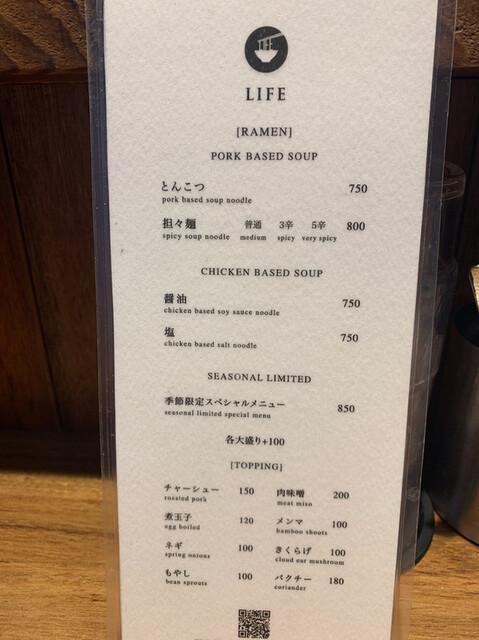 LIFE
[RAMEN]
PORK BASED SOUP
とんこつ 750
pork based soup noodle
担々麺 普通 3辛 5辛 800
spicy soup noodle medium spicy very spicy
CHICKEN BASED SOUP
醤油 750
chicken based soy sauce noodle
塩 750
chicken based salt noodle
SEASONAL LIMITED
季節限定スペシャルメニュー 850
seasonal limited special menu
各大盛り+100
[TOPPING]
チャーシュー 150 肉味噌 200
roasted pork meat miso
煮玉子 120 メンマ 100
egg boiled bamboo shoots
ネギ 100 きくらげ 100
spring onions cloud ear mushroom
もやし 100 パクチー 180
bean sprouts coriander